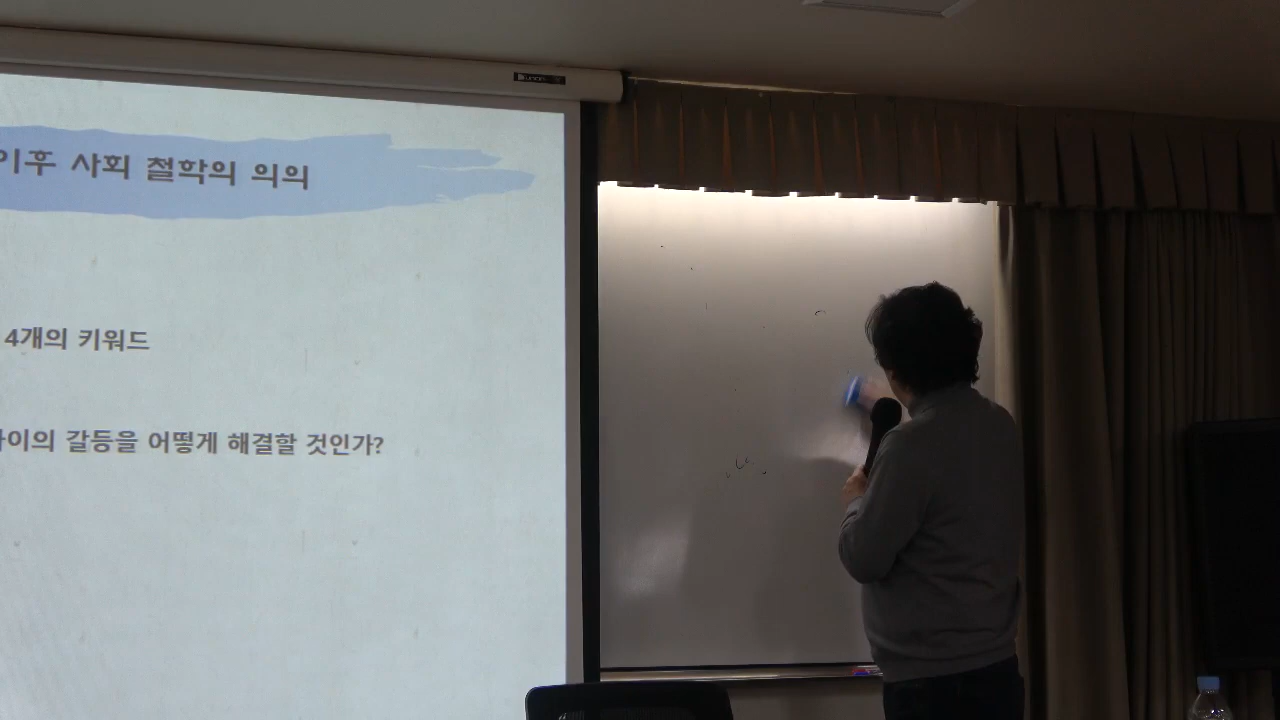 이후 사회 철학의 의의
4개의 키워드
사이의 갈등을 어떻게 해결할 것인가?